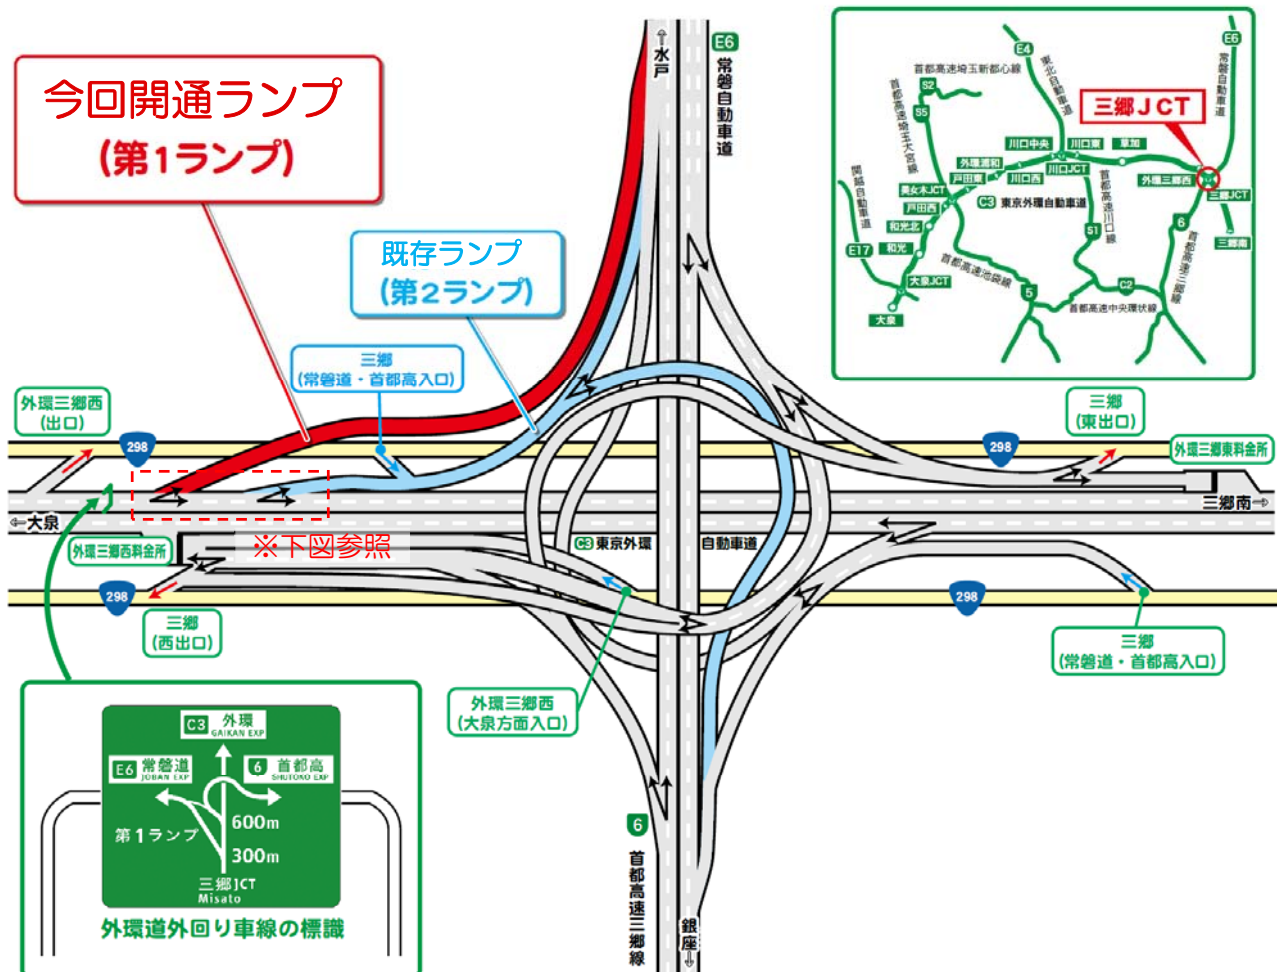 今回開通ランプ
(第1ランプ)
既存ランプ
(第2ランプ)
三郷
(常磐道・首都高入口)
外環三郷西
(出口)
298
⇦大泉
外環三郷西料金所
※下図参照
298
三郷
(西出口)
水戸
E6
常磐自動車道
C3 東京外環
自動車道
298
三郷
(東出口)
外環三郷東料金所
三郷南⇨
298
三郷
(常磐道・首都高入口)
外環三郷西
(大泉方面入口)
6
首都高速三郷線
銀座
C3 外環
GAIKAN EXP
E6 常磐道
JOBAN EXP
6 首都高
SHUTOKO EXP
第1ランプ
600m
300m
三郷JCT
Misato
外環道外回り車線の標識
三郷JCT
E4
東北自動車道
E6
常磐自動車道
首都高速埼玉新都心線
S2
S5
首都高速埼玉大宮線
関越自動車道
E17
川口中央
川口東
草加
外環浦和
川口西
川口JCT
戸田東
美女木JCT
戸田西
外環三郷西
三郷JCT
C3 東京外環自動車道
首都高速川口線
S1
6
首都高速三郷線
三郷南
和光北
和光
大泉JCT
大泉
首都高速池袋線
5
C2
首都高速中央環状線